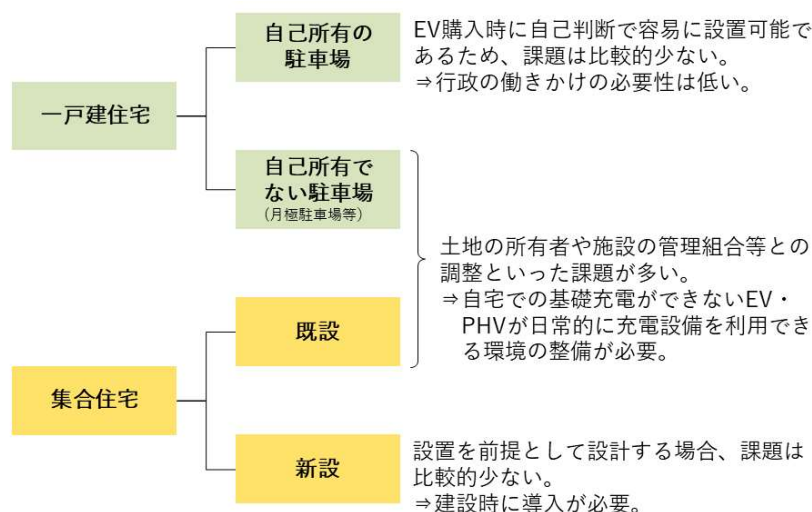 一戸建住宅
自己所有の
駐車場
EV購入時に自己判断で容易に設置可能で
あるため、課題は比較的少ない。
⇒行政の働きかけの必要性は低い。
自己所有で
ない駐車場
(月極駐車場等)
土地の所有者や施設の管理組合等との
調整といった課題が多い。
⇒自宅での基礎充電ができないEV・
PHVが日常的に充電設備を利用でき
る環境の整備が必要。
集合住宅
既設
新設
設置を前提として設計する場合、課題は
比較的少ない。
⇒建設時に導入が必要。